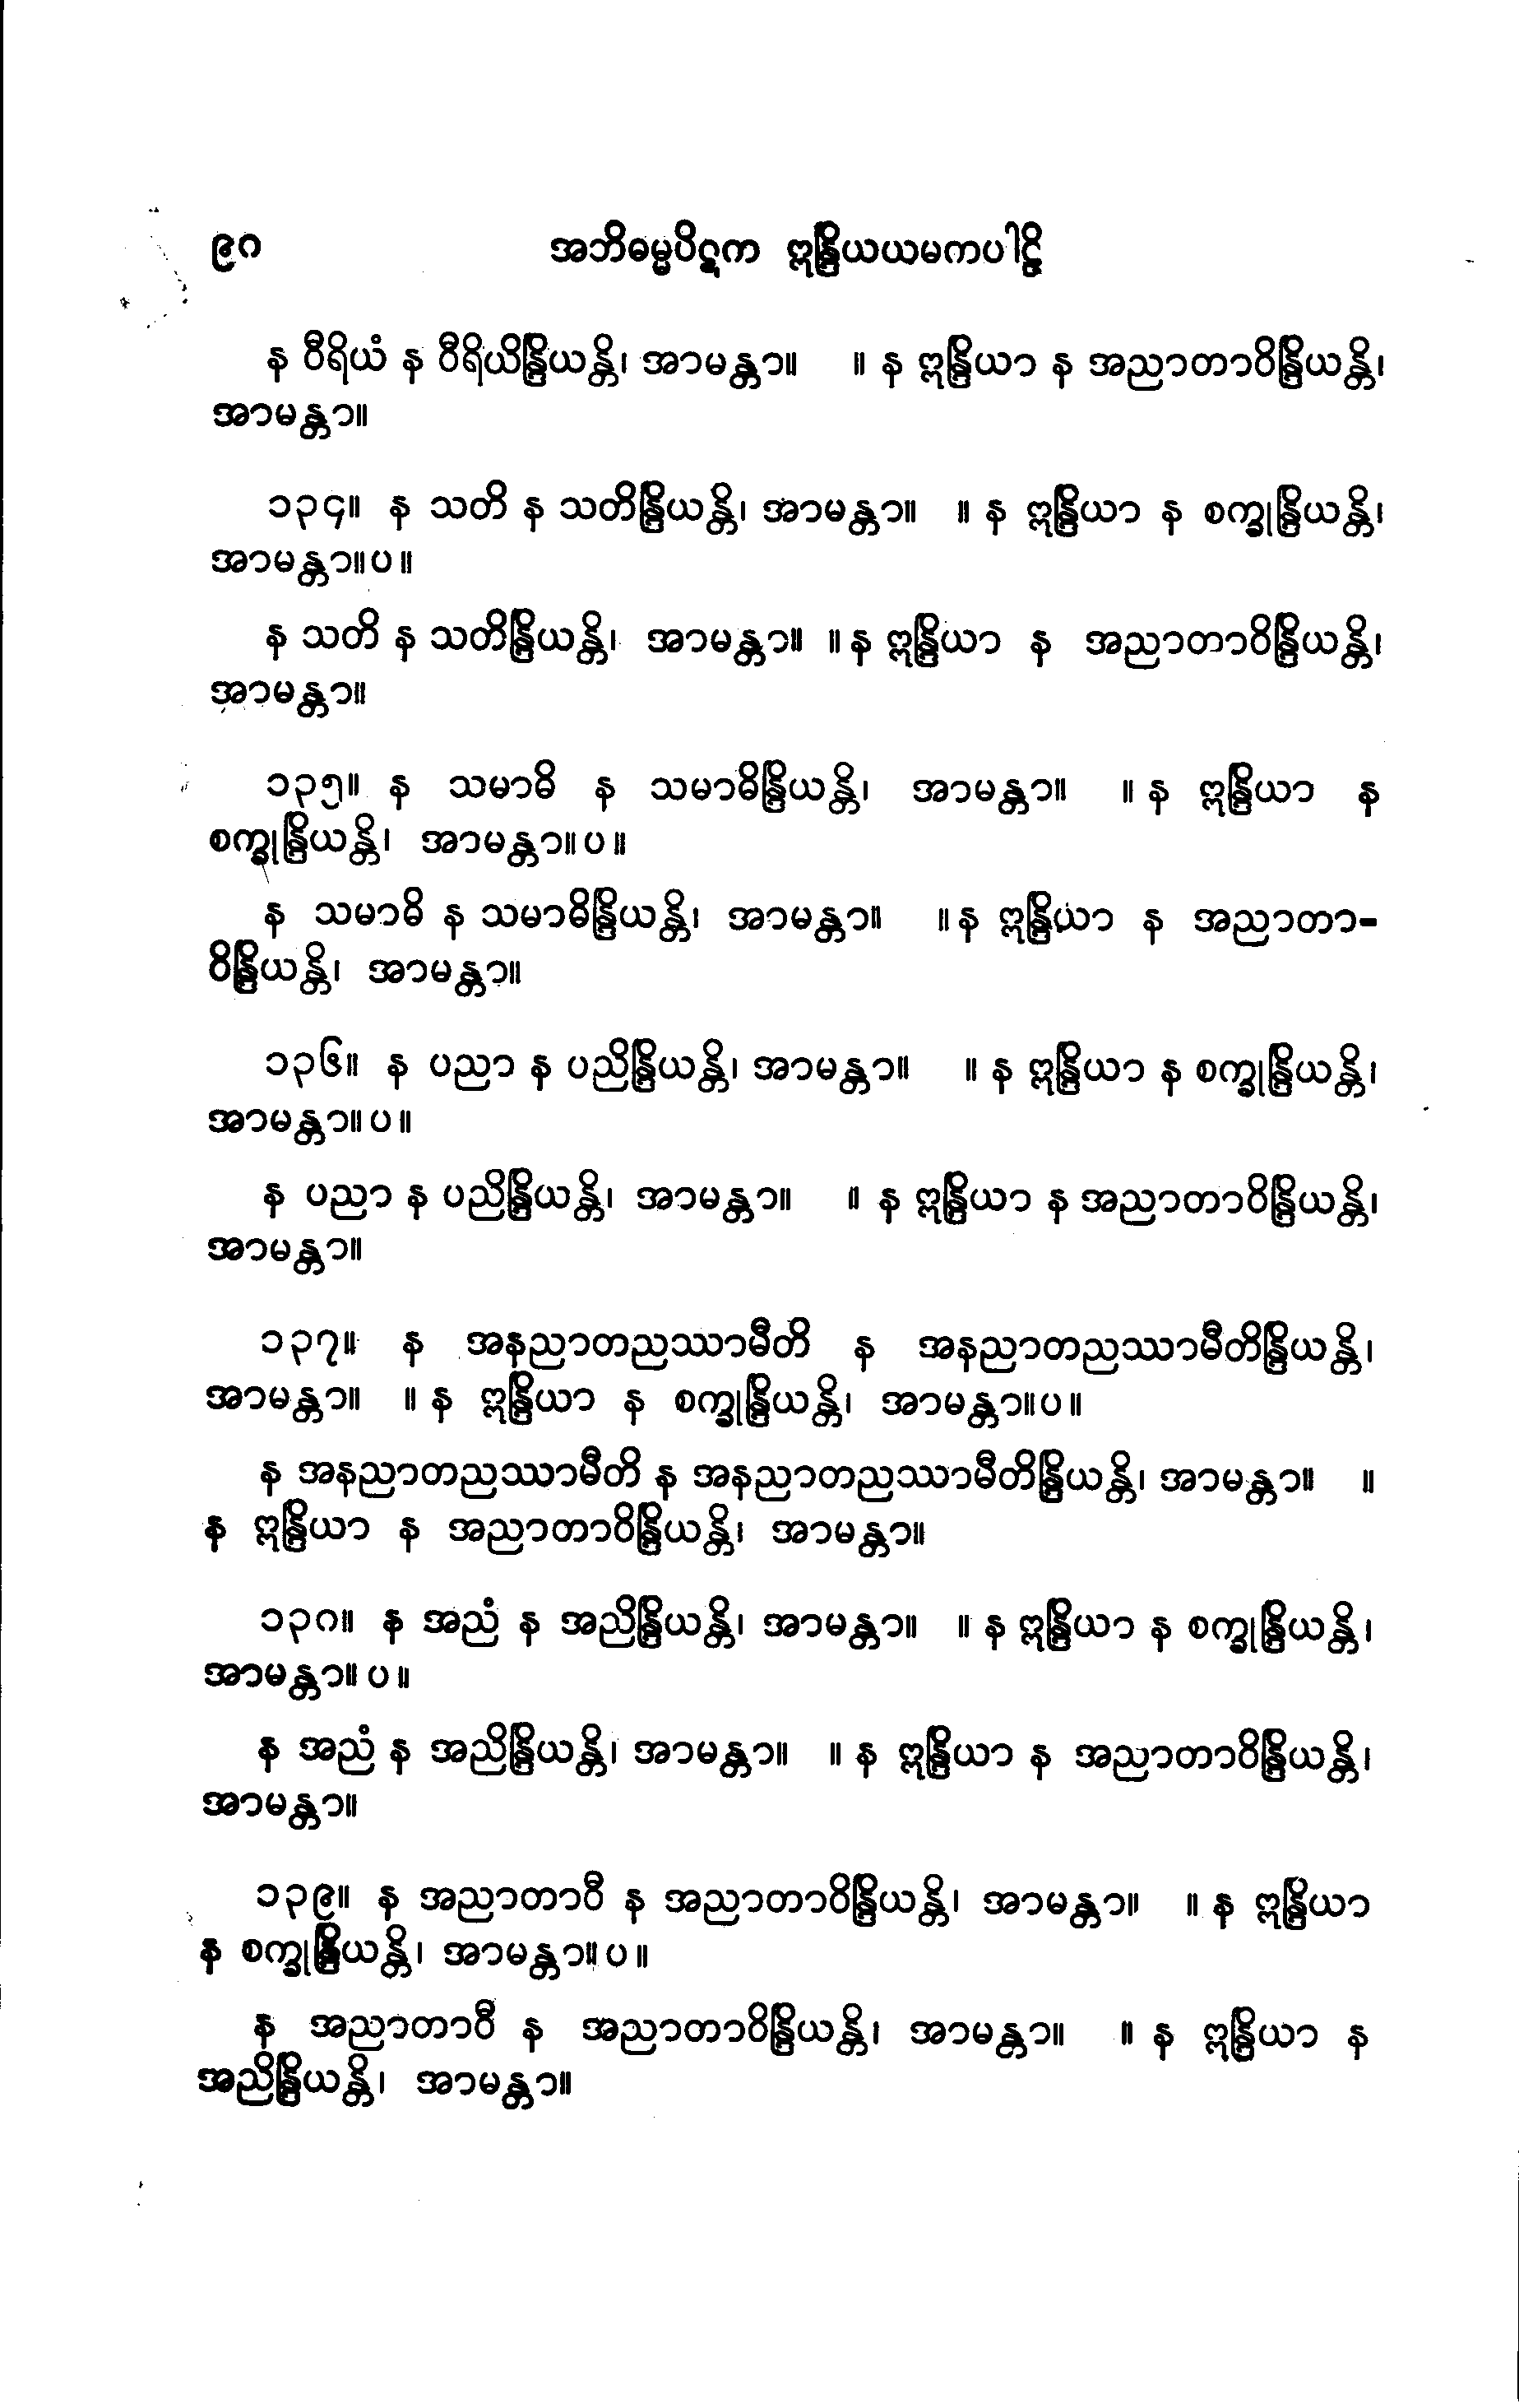 ၉ဂ အဘိဓမ္မပိဋက ဣန္ဒြိယယမကပါဠိ
န ဝီရိယံ န ဝီရိယိန္ဒြိယန္တိ၊ အာမန္တာ။ ။ န ဣန္ဒြိယာ န အညာတာဝိန္ဒြိယန္တိ၊
အာမန္တာ။
၁၃၄။ န သတိ န သတိန္ဒြိယန္တိ၊ အာမန္တာ။ ။ န ဣန္ဒြိယာ န စက္ခုန္ဒြိယန္တိ၊
အာမန္တာ။ပ။
န သတိ န သတိန္ဒြိယန္တိ၊ အာမန္တာ။ ။ န ဣန္ဒြိယာ န အညာတာဝိန္ဒြိယန္တိ၊
အာမန္တာ။
၁၃၅။ န သမာဓိ န သမာဓိန္ဒြိယန္တိ၊ အာမန္တာ။ ။ န ဣန္ဒြိယာ န
စက္ခုန္ဒြိယန္တိ၊ အာမန္တာ။ပ။
န သမာဓိ န သမာဓိန္ဒြိယန္တိ၊ အာမန္တာ။ ။ န ဣန္ဒြိယာ န အညာတာ-
ဝိန္ဒြိယန္တိ၊ အာမန္တာ။
၁၃၆။ န ပညာ န ပညိန္ဒြိယန္တိ၊ အာမန္တာ။ ။ န ဣန္ဒြိယာ န စက္ခုန္ဒြိယန္တိ၊
အာမန္တာ။ပ။
န ပညာ န ပညိန္ဒြိယန္တိ၊ အာမန္တာ။ ။ န ဣန္ဒြိယာ န အညာတာဝိန္ဒြိယန္တိ၊
အာမန္တာ။
၁၃၇။ န အနညာတညဿာမီတိ န အနညာတညဿာမီတိန္ဒြိယန္တိ၊
အာမန္တာ။ ။ န ဣန္ဒြိယာ န စက္ခုန္ဒြိယန္တိ၊ အာမန္တာ။ပ။
န အနညာတညဿာမီတိ န အနညာတညဿာမီတိန္ဒြိယန္တိ၊ အာမန္တာ။ ။
န ဣန္ဒြိယာ န အညာတာဝိန္ဒြိယန္တိ၊ အာမန္တာ။
၁၃ဂ။ န အညံ န အညိန္ဒြိယန္တိ၊ အာမန္တာ။ ။ န ဣန္ဒြိယာ န စက္ခုန္ဒြိယန္တိ၊
အာမန္တာ။ပ။
န အညံ န အညိန္ဒြိယန္တိ၊ အာမန္တာ။ ။ န ဣန္ဒြိယာ န အညာတာဝိန္ဒြိယန္တိ၊
အာမန္တာ။
၁၃၉။ န အညာတာဝီ န အညာတာဝိန္ဒြိယန္တိ၊ အာမန္တာ။ ။ န ဣန္ဒြိယာ
န စက္ခုန္ဒြိယန္တိ၊ အာမန္တာ။ပ။
န အညာတာဝီ န အညာတာဝိန္ဒြိယန္တိ၊ အာမန္တာ။ ။ န ဣန္ဒြိယာ န
အညိန္ဒြိယန္တိ၊ အာမန္တာ။